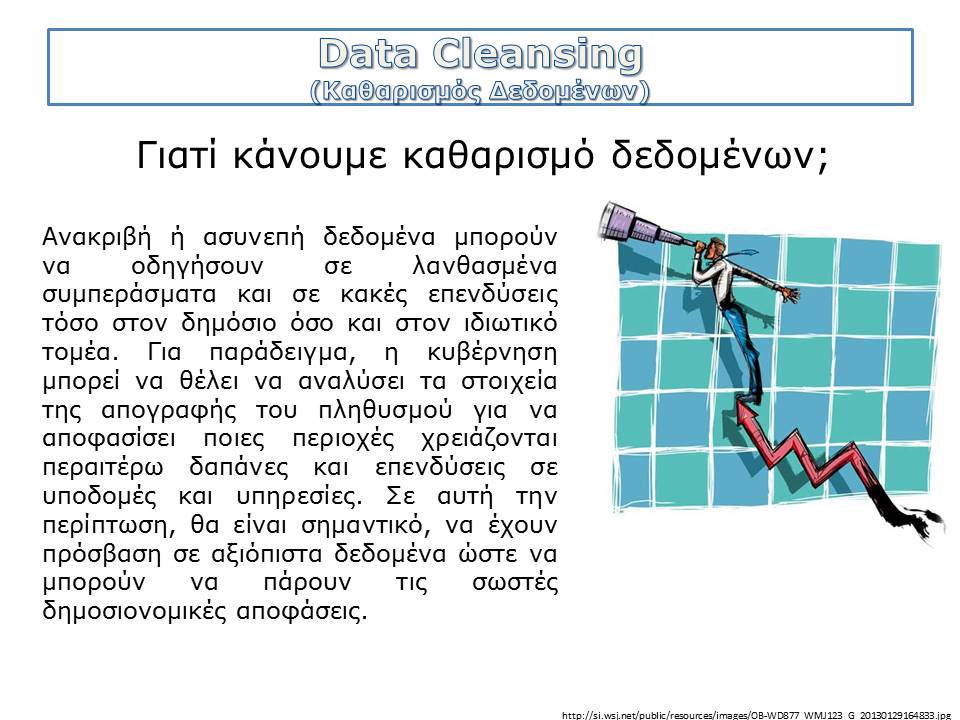 Data Cleansing
(Καθαρισμός Δεδομένων)
Γιατί κάνουμε καθαρισμό δεδομένων;
Ανακριβή ή ασυνεπή δεδομένα μπορούν
να οδηγήσουν σε λανθασμένα
συμπεράσματα και σε κακές επενδύσεις
τόσο στον δημόσιο όσο και στον ιδιωτικό
τομέα. Για παράδειγμα, η κυβέρνηση
μπορεί να θέλει να αναλύσει τα στοιχεία
της απογραφής του πληθυσμού για να
αποφασίσει ποιες περιοχές χρειάζονται
περαιτέρω δαπάνες και επενδύσεις σε
υποδομές και υπηρεσίες. Σε αυτή την
περίπτωση, θα είναι σημαντικό, να έχουν
πρόσβαση σε αξιόπιστα δεδομένα ώστε να
μπορούν να πάρουν τις σωστές
δημοσιονομικές αποφάσεις.
http://si.wsj.net/public/resources/images/OB-WD877_WMJ123_G_20130129164833.jpg